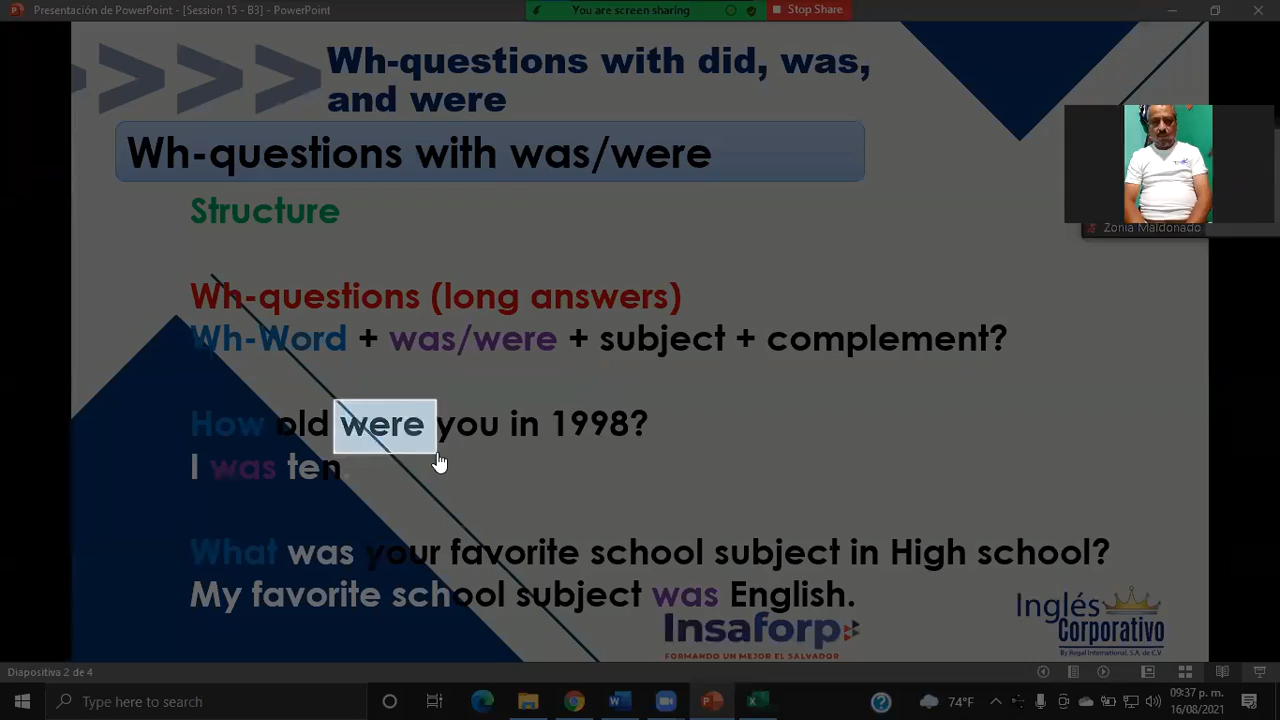 Presentación de PowerPoint - [Session 15 - B3] - PowerPoint
You are screen sharing
Stop Share
Wh-questions with did, was,
and were
Wh-questions with was/were
Structure
Zonia Maldonado
Wh-questions (long answers)
Wh-Word + was/were + subject + complement?
How old were you in 1998?
I was ten.
What was your favorite school subject in High school?
My favorite school subject was English.
Insaforp
FORMANDO UN MEJOR EL SALVADOR
Inglés
Corporativo
By Regal International, S.A. de C.V
Diapositiva 2 de 4
Type here to search
74°F
09:37 p. m.
16/08/2021